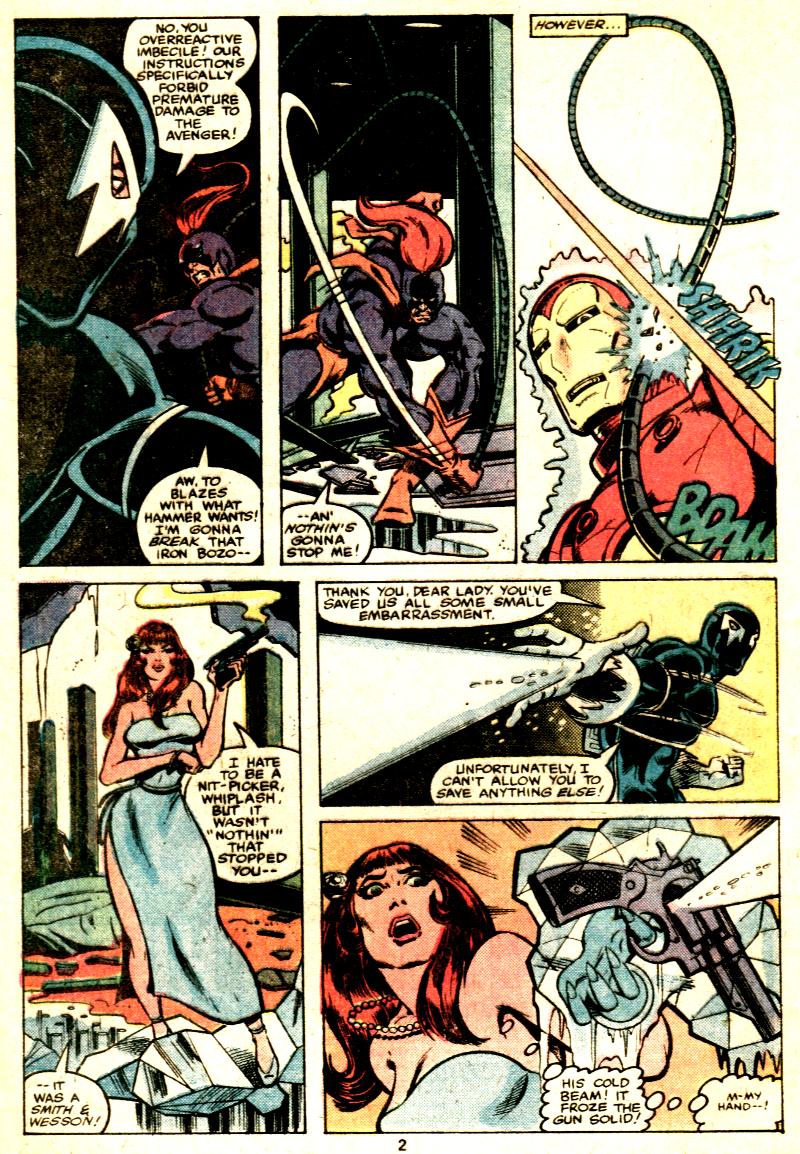 NO, YOU
OVERREACTIVE
IMBECILE! OUR
INSTRUCTIONS
SPECIFICALLY
FORBID
PREMATURE
DAMAGE TO
THE
AVENGER!
AW, TO
BLAZES
WITH WHAT
HAMMER WANTS!
I'M GONNA
BREAK THAT
IRON BOZO--
--AN'
NOTHIN'S
GONNA
STOP ME!
HOWEVER...
SHHRIK
BDAM
I HATE
TO BE A
NIT-PICKER,
WHIPLASH,
BUT IT
WASN'T
"NOTHIN'"
THAT
STOPPED
YOU--
--IT
WAS A
SMITH &
WESSON!
THANK YOU, DEAR LADY. YOU'VE
SAVED US ALL SOME SMALL
EMBARRASSMENT.
UNFORTUNATELY, I
CAN'T ALLOW YOU TO
SAVE ANYTHING ELSE!
HIS COLD
BEAM! IT
FROZE THE
GUN SOLID!
M-MY
HAND--!
2